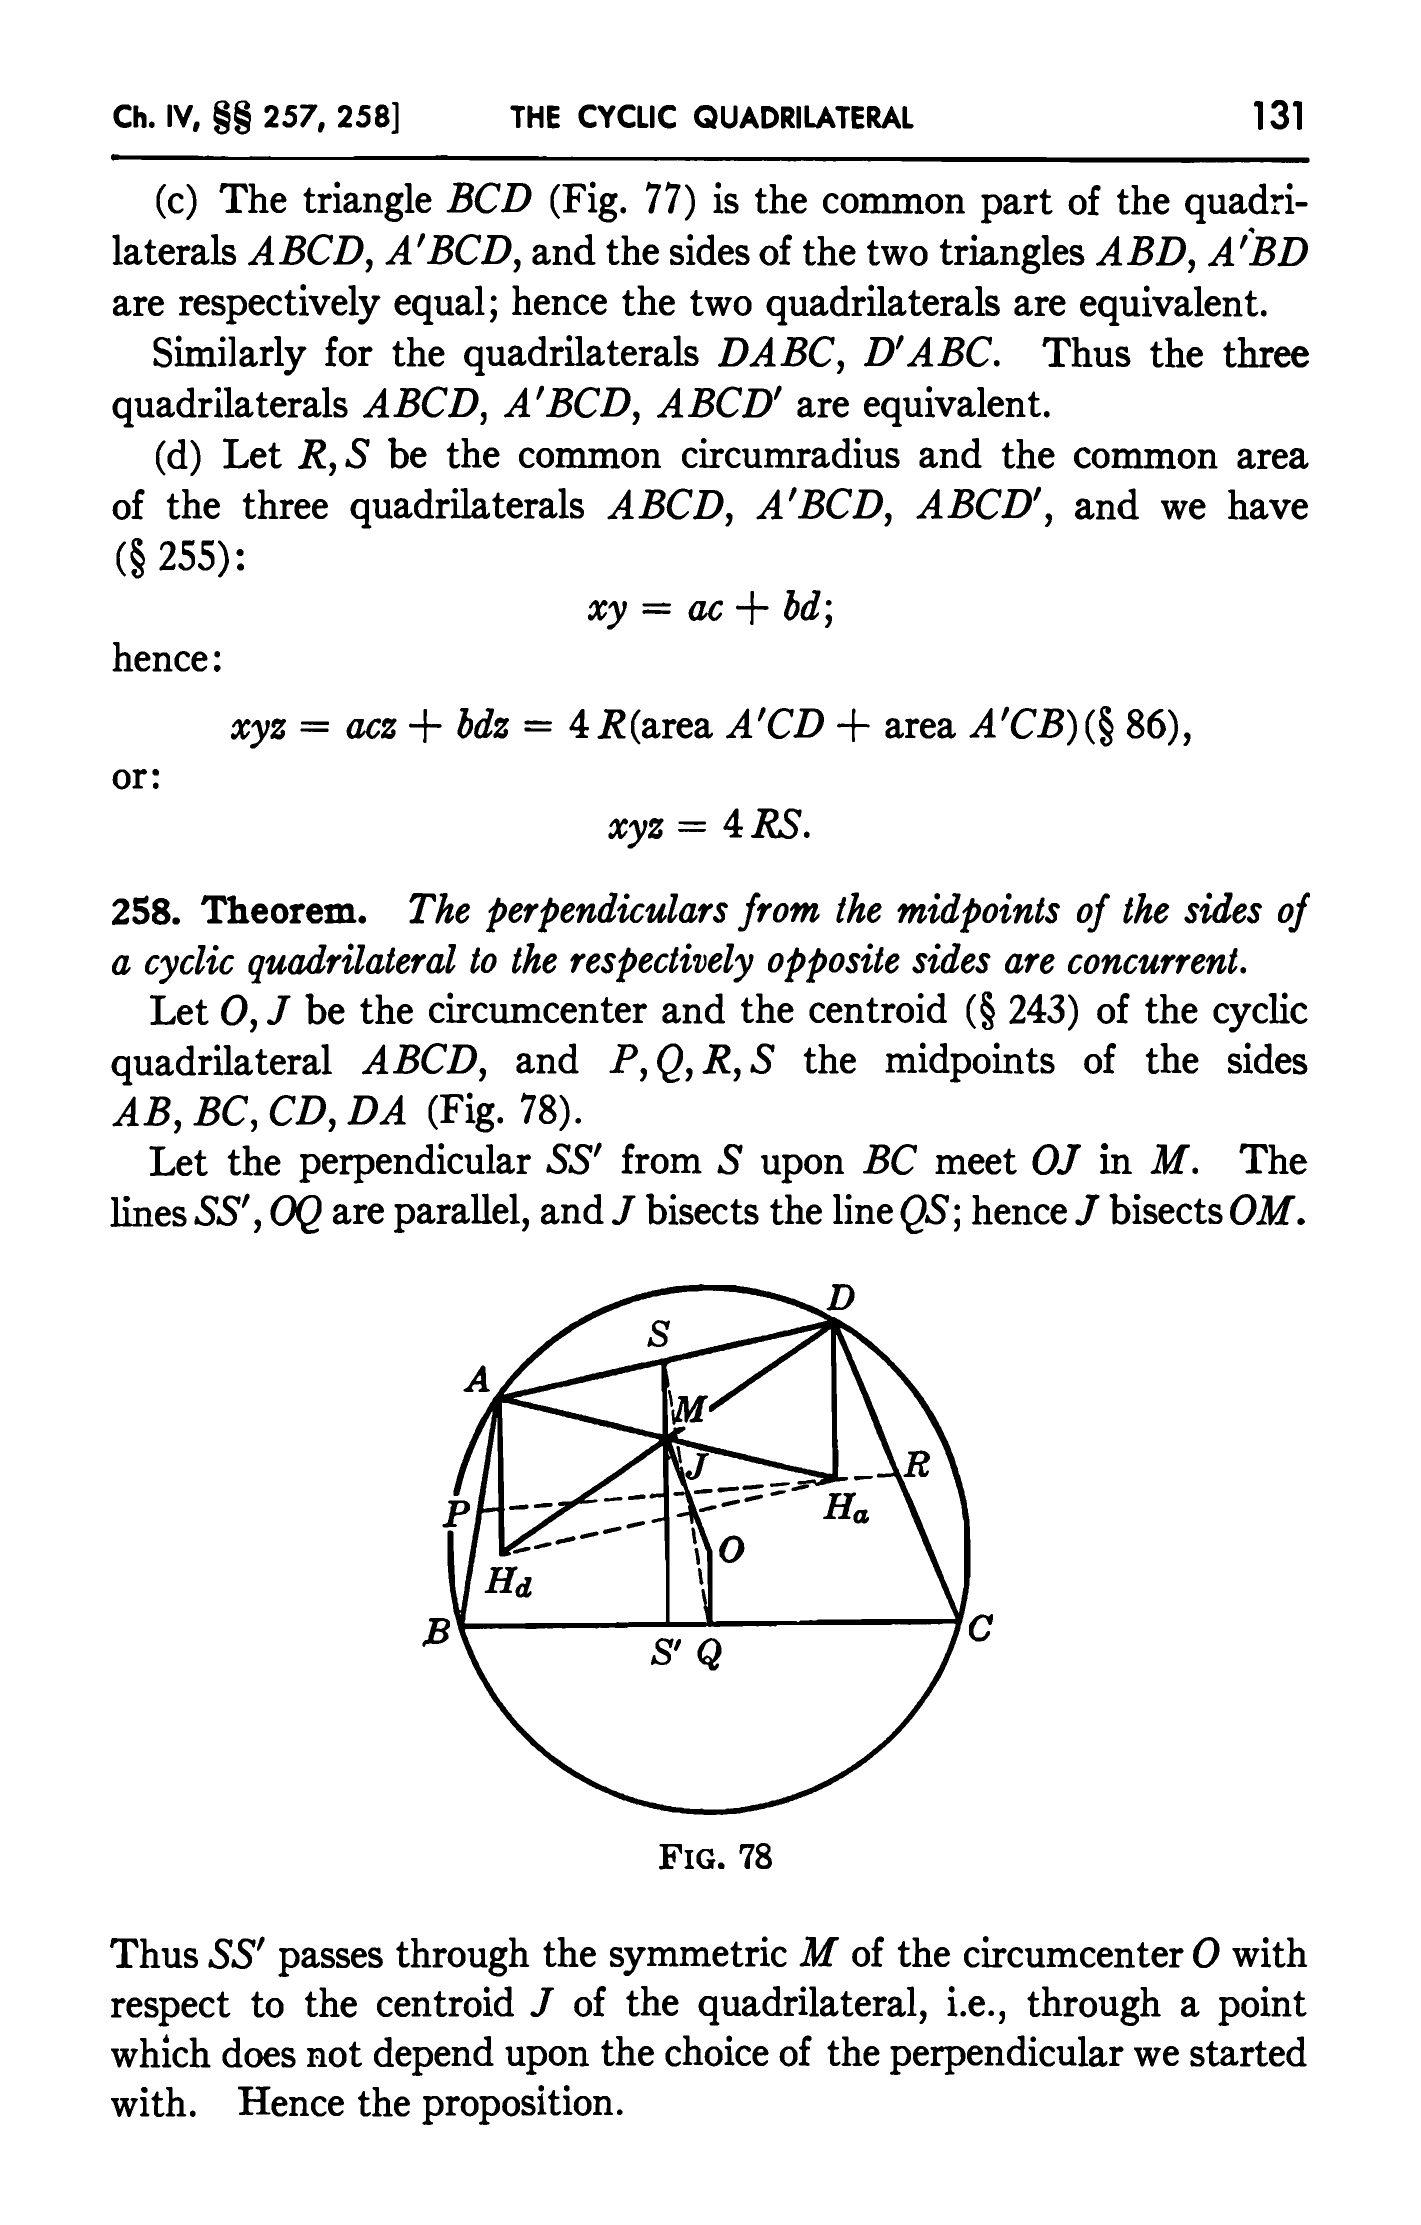 Ch. IV, §§ 257, 258] THE CYCLIC QUADRILATERAL 131
(c) The triangle BCD (Fig. 77) is the common part of the quadri-
laterals ABCD, A'BCD, and the sides of the two triangles ABD, A'BD
are respectively equal; hence the two quadrilaterals are equivalent.
Similarly for the quadrilaterals DABC, D'ABC. Thus the three
quadrilaterals ABCD, A'BCD, ABCD' are equivalent.
(d) Let R, S be the common circumradius and the common area
of the three quadrilaterals ABCD, A'BCD, ABCD', and we have
(§ 255):
xy = ac + bd;
hence:
xyz = acz + bdz = 4 R(area A'CD + area A'CB)(§ 86),
or:
xyz = 4 RS.
258. Theorem. The perpendiculars from the midpoints of the sides of
a cyclic quadrilateral to the respectively opposite sides are concurrent.
Let O, J be the circumcenter and the centroid (§ 243) of the cyclic
quadrilateral ABCD, and P, Q, R, S the midpoints of the sides
AB, BC, CD, DA (Fig. 78).
Let the perpendicular SS' from S upon BC meet OJ in M. The
lines SS', OQ are parallel, and J bisects the line QS; hence J bisects OM.
D
S
A
M
J
R
P
Ha
O
Hd
B
C
S' Q
FIG. 78
Thus SS' passes through the symmetric M of the circumcenter O with
respect to the centroid J of the quadrilateral, i.e., through a point
which does not depend upon the choice of the perpendicular we started
with. Hence the proposition.